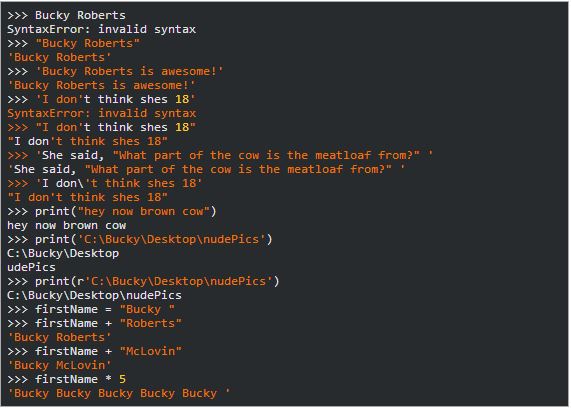 >>> Bucky Roberts
SyntaxError: invalid syntax
>>> "Bucky Roberts"
'Bucky Roberts'
>>> 'Bucky Roberts is awesome!'
'Bucky Roberts is awesome!'
>>> 'I don't think shes 18'
SyntaxError: invalid syntax
>>> "I don't think shes 18"
"I don't think shes 18"
>>> 'She said, "What part of the cow is the meatloaf from?" '
'She said, "What part of the cow is the meatloaf from?" '
>>> 'I don\'t think shes 18'
"I don't think shes 18"
>>> print("hey now brown cow")
hey now brown cow
>>> print('C:\Bucky\Desktop\nudePics')
C:\Bucky\Desktop
udePics
>>> print(r'C:\Bucky\Desktop\nudePics')
C:\Bucky\Desktop\nudePics
>>> firstName = "Bucky "
>>> firstName + "Roberts"
'Bucky Roberts'
>>> firstName + "McLovin"
'Bucky McLovin'
>>> firstName * 5
'Bucky Bucky Bucky Bucky Bucky '